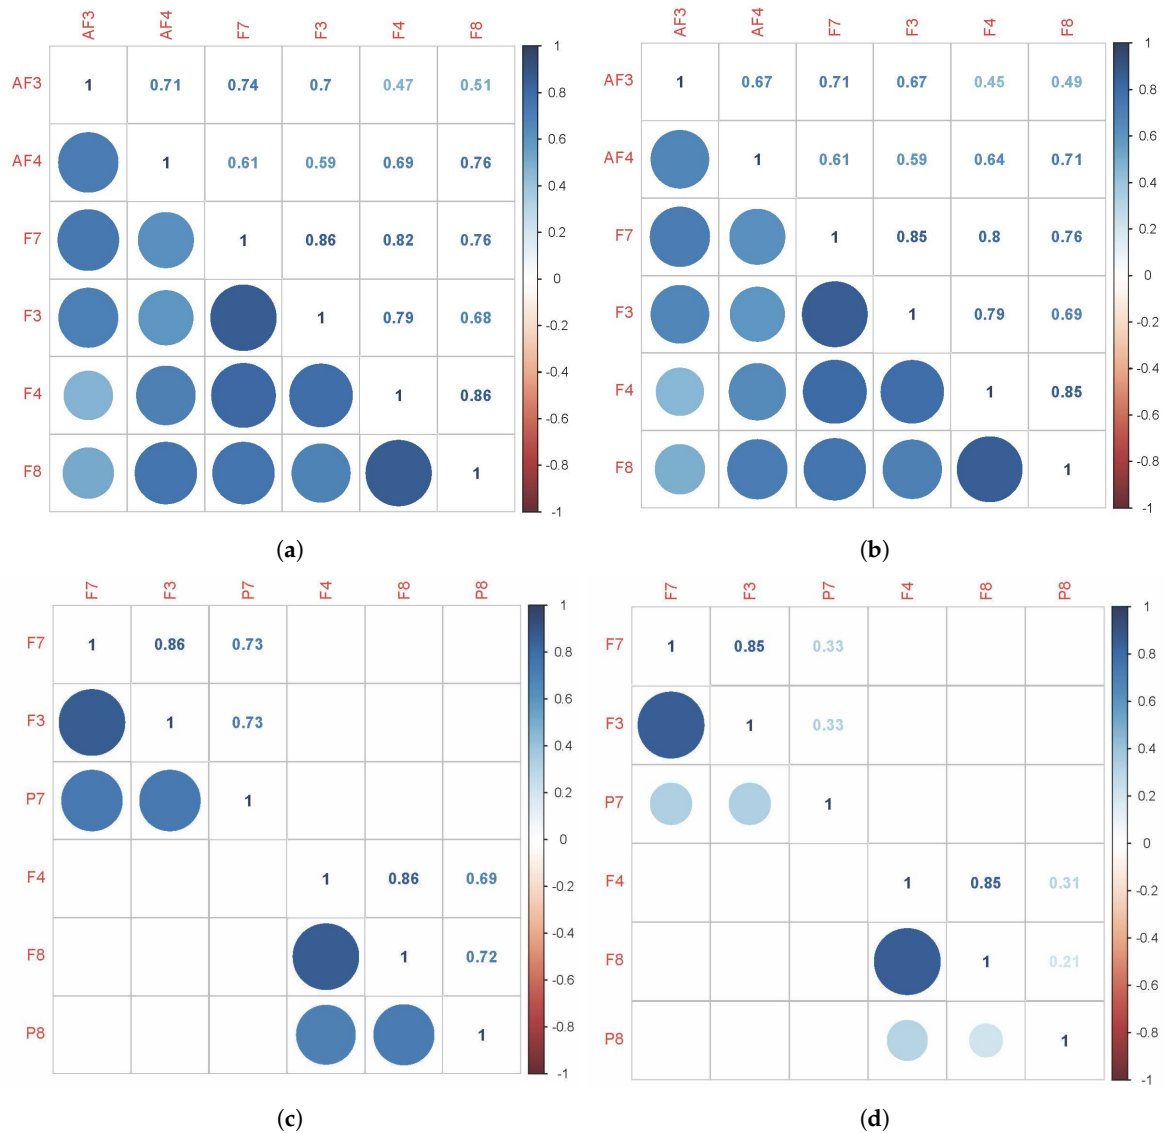 AF3 AF4 F7 F3 F4 F8
AF3 1 0.71 0.74 0.7 0.47 0.51
AF4 1 0.61 0.59 0.69 0.76
F7 1 0.86 0.82 0.76
F3 1 0.79 0.68
F4 1 0.86
F8 1
1
0.8
0.6
0.4
0.2
0
-0.2
-0.4
-0.6
-0.8
-1
(a)
AF3 AF4 F7 F3 F4 F8
AF3 1 0.67 0.71 0.67 0.45 0.49
AF4 1 0.61 0.59 0.64 0.71
F7 1 0.85 0.8 0.76
F3 1 0.79 0.69
F4 1 0.85
F8 1
1
0.8
0.6
0.4
0.2
0
-0.2
-0.4
-0.6
-0.8
-1
(b)
F7 F3 P7 F4 F8 P8
F7 1 0.86 0.73
F3 1 0.73
P7 1
F4 1 0.86 0.69
F8 1 0.72
P8 1
1
0.8
0.6
0.4
0.2
0
-0.2
-0.4
-0.6
-0.8
-1
(c)
F7 F3 P7 F4 F8 P8
F7 1 0.85 0.33
F3 1 0.33
P7 1
F4 1 0.85 0.31
F8 1 0.21
P8 1
1
0.8
0.6
0.4
0.2
0
-0.2
-0.4
-0.6
-0.8
-1
(d)